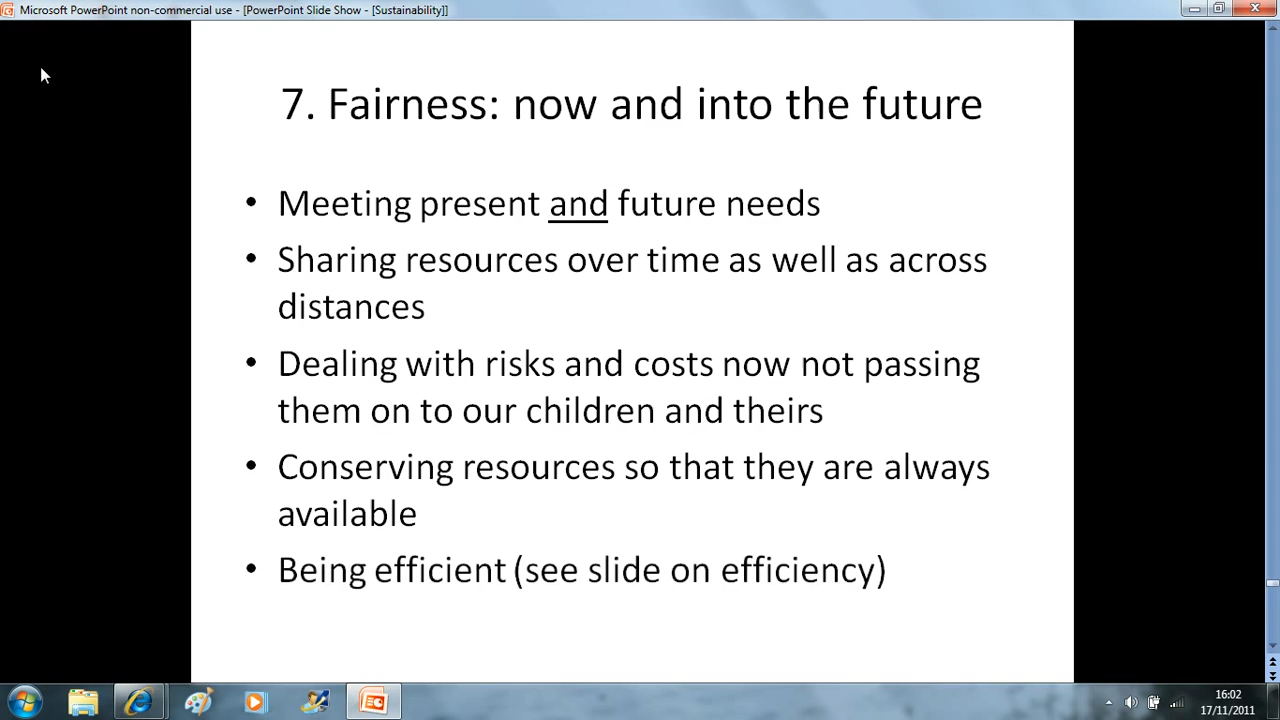 Microsoft PowerPoint non-commercial use - [PowerPoint Slide Show - [Sustainability]]
7. Fairness: now and into the future
• Meeting present and future needs
• Sharing resources over time as well as across
distances
• Dealing with risks and costs now not passing
them on to our children and theirs
• Conserving resources so that they are always
available
• Being efficient (see slide on efficiency)
16:02
17/11/2011